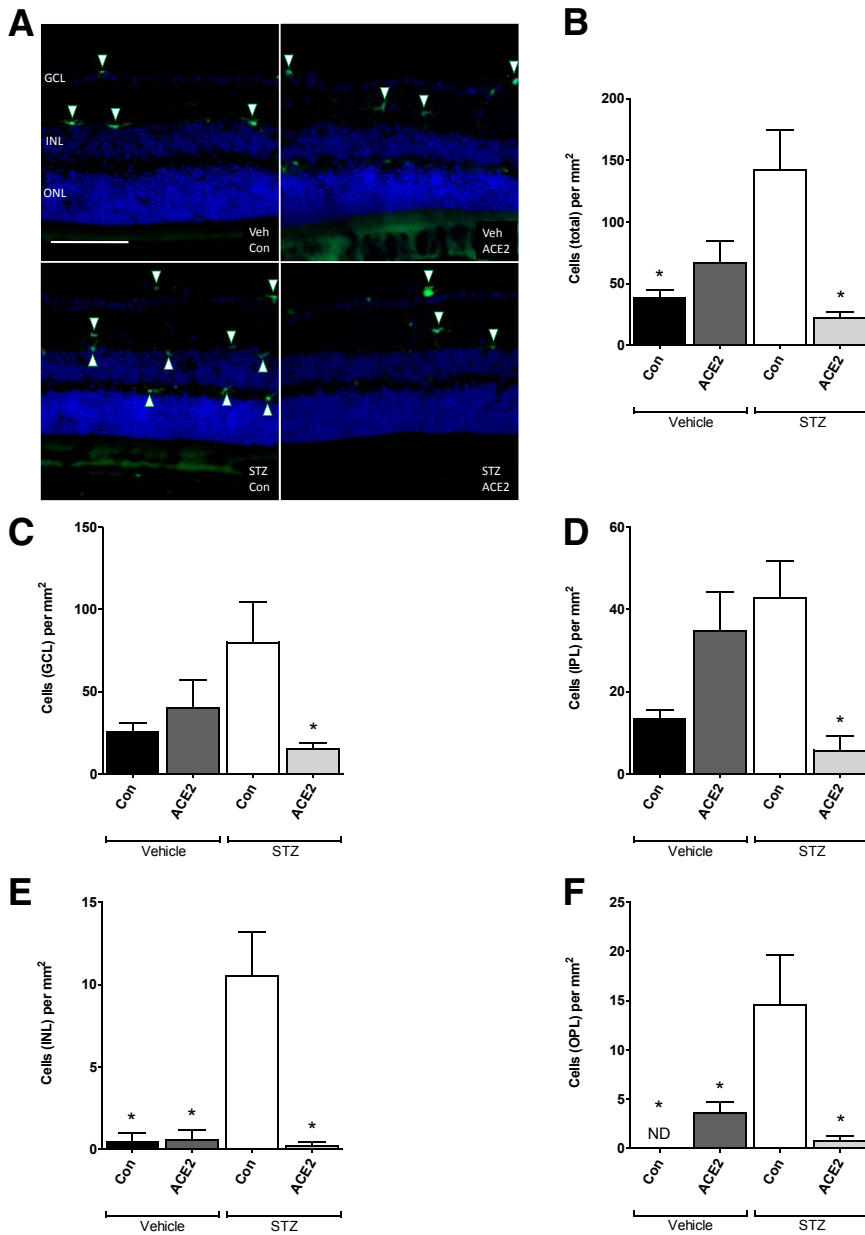 A
GCL
INL
ONL
Veh
Con
Veh
ACE2
STZ
Con
STZ
ACE2
B
Cells (total) per mm²
200
150
100
50
0
*
*
Con
ACE2
Con
ACE2
Vehicle
STZ
C
Cells (GCL) per mm²
150
100
50
0
*
Con
ACE2
Con
ACE2
Vehicle
STZ
D
Cells (IPL) per mm²
60
40
20
0
*
Con
ACE2
Con
ACE2
Vehicle
STZ
E
Cells (INL) per mm²
15
10
5
0
*
*
*
Con
ACE2
Con
ACE2
Vehicle
STZ
F
Cells (OPL) per mm²
25
20
15
10
5
0
*
ND
*
*
Con
ACE2
Con
ACE2
Vehicle
STZ